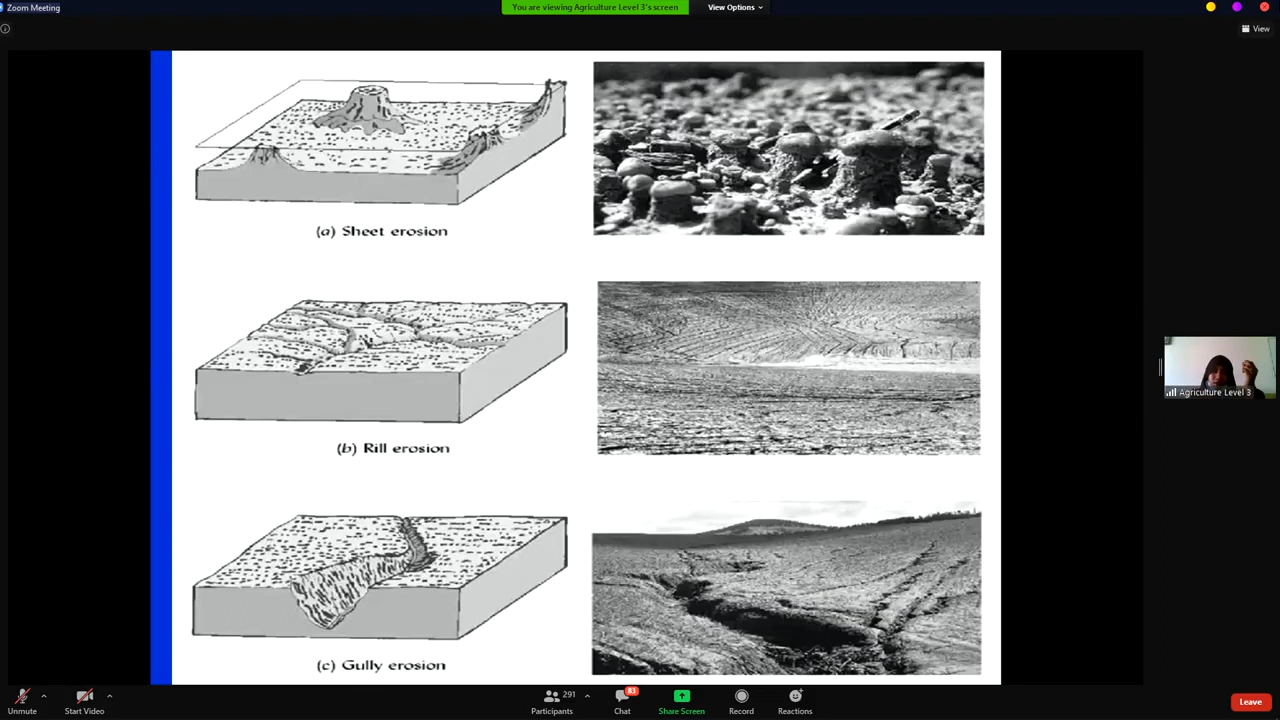 Zoom Meeting
You are viewing Agriculture Level 3's screen
View Options
View
(a) Sheet erosion
(b) Rill erosion
Agriculture Level 3
(c) Gully erosion
Unmute
Start Video
291
Participants
83
Chat
Share Screen
Record
Reactions
Leave